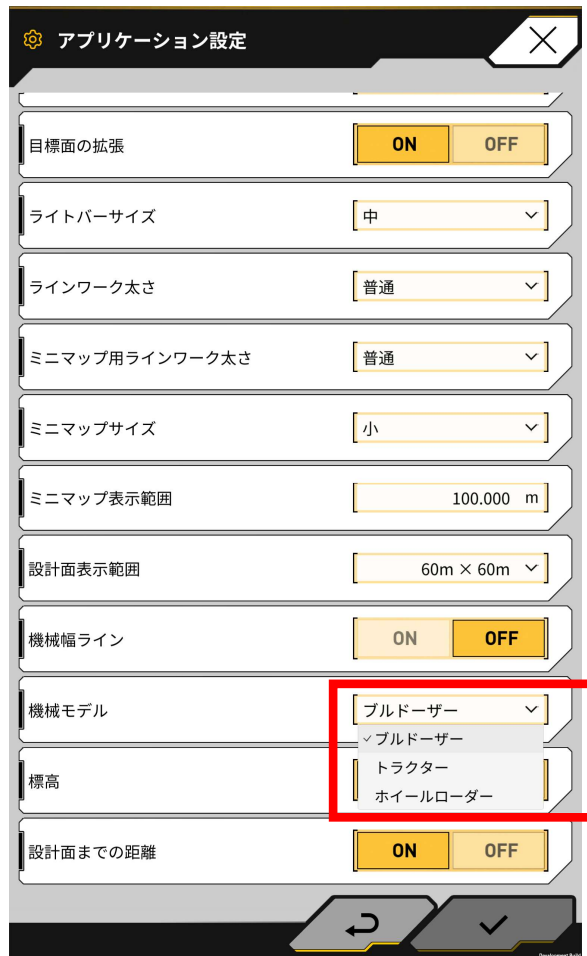 アプリケーション設定
目標面の拡張 ON OFF
ライトバーサイズ 中
ラインワーク太さ 普通
ミニマップ用ラインワーク太さ 普通
ミニマップサイズ 小
ミニマップ表示範囲 100.000 m
設計面表示範囲 60m × 60m
機械幅ライン ON OFF
機械モデル ブルドーザー
ブルドーザー
トラクター
標高
ホイールローダー
設計面までの距離 ON OFF
Development Build